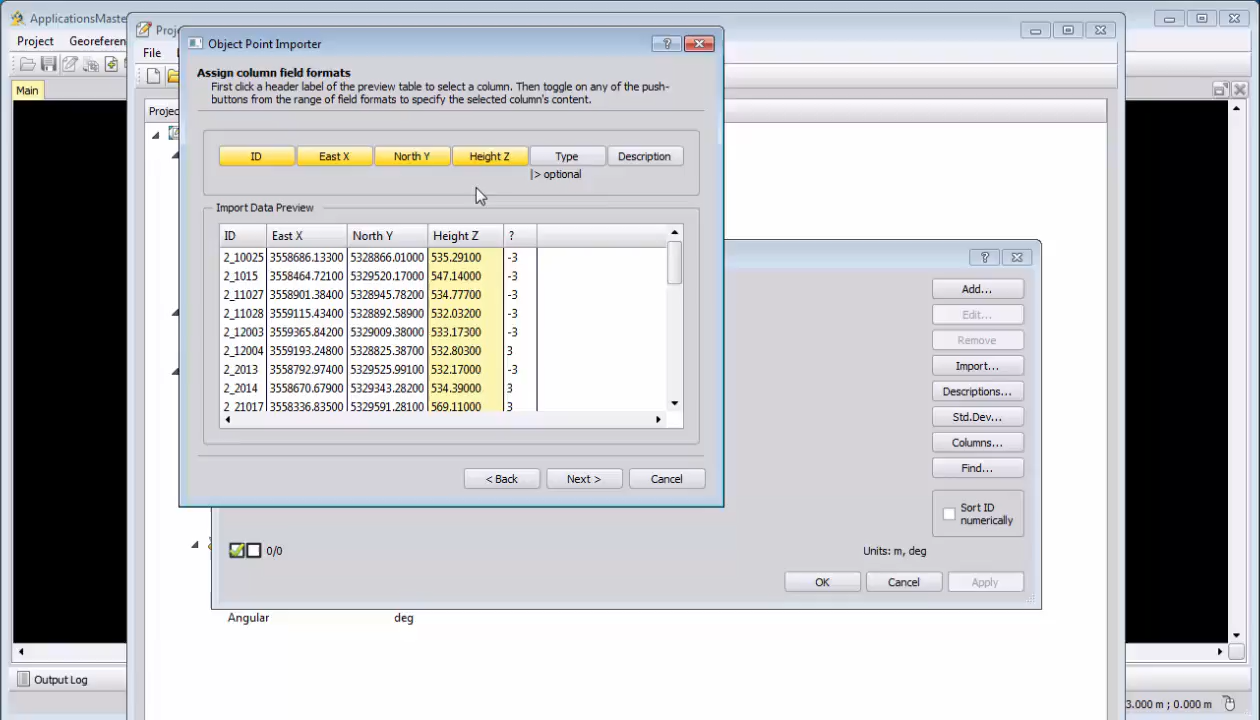 ApplicationsMas
Proj
Object Point Importer
Project
Georeferen
File
Main
Projec
Assign column field formats
First click a header label of the preview table to select a column. Then toggle on any of the push-
buttons from the range of field formats to specify the selected column's content.
ID
East X
North Y
Height Z
Type
Description
|> optional
Import Data Preview
ID East X North Y Height Z ?
2_10025 3558686.13300 5328866.01000 535.29100 -3
2_1015 3558464.72100 5329520.17000 547.14000 -3
2_11027 3558901.38400 5328945.78200 534.77700 -3
2_11028 3559115.43400 5328892.58900 532.03200 -3
2_12003 3559365.84200 5329009.38000 533.17300 -3
2_12004 3559193.24800 5328825.38700 532.80300 3
2_2013 3558792.97400 5329525.99100 532.17000 -3
2_2014 3558670.67900 5329343.28200 534.39000 3
2_21017 3558336.83500 5329591.28100 569.11000 3
< Back
Next >
Cancel
Add...
Edit...
Remove
Import...
Descriptions...
Std.Dev...
Columns...
Find...
Sort ID
numerically
0/0
Units: m, deg
OK
Cancel
Apply
Angular deg
Output Log
3.000 m ; 0.000 m